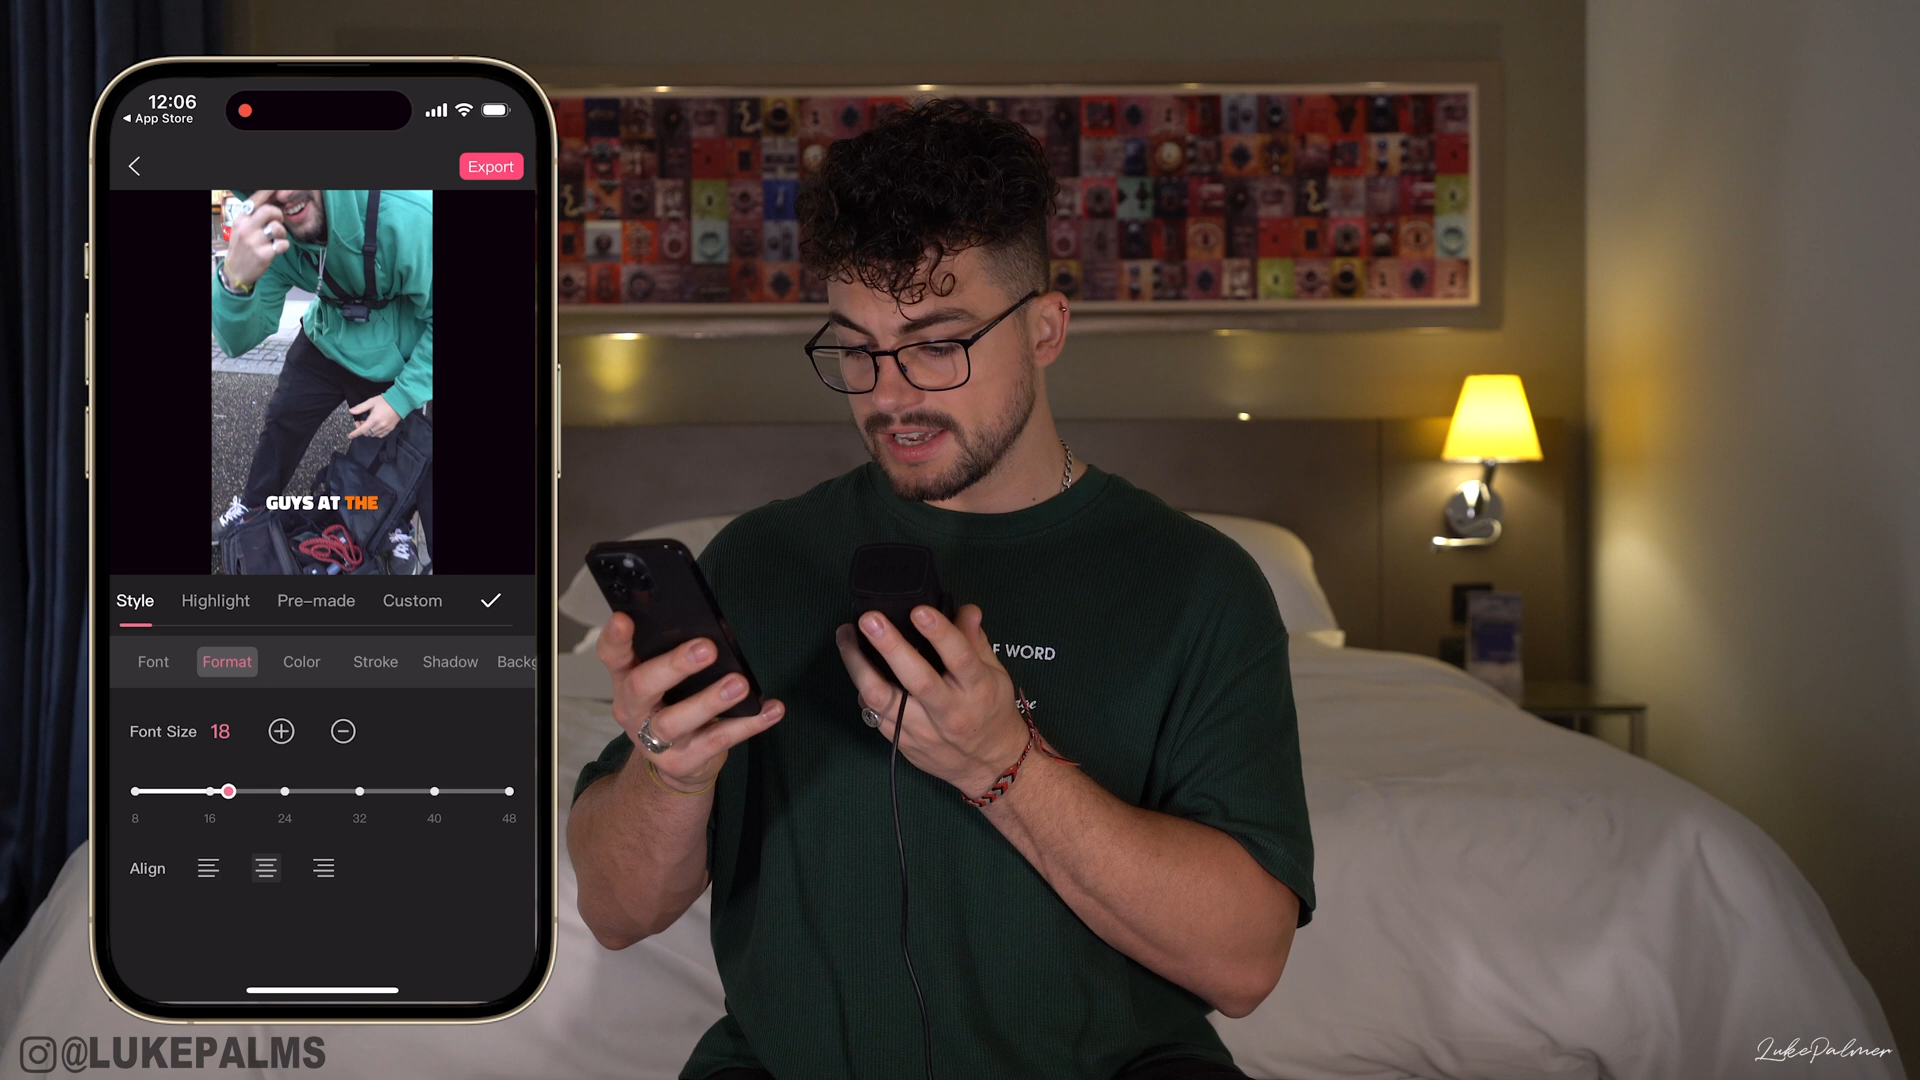 12:06
App Store
Export
GUYS AT THE
Style Highlight Pre-made Custom
Font Format Color Stroke Shadow Backg
Font Size 18
8 16 24 32 40 48
Align
F WORD
@LUKEPALMS
LukePalmer